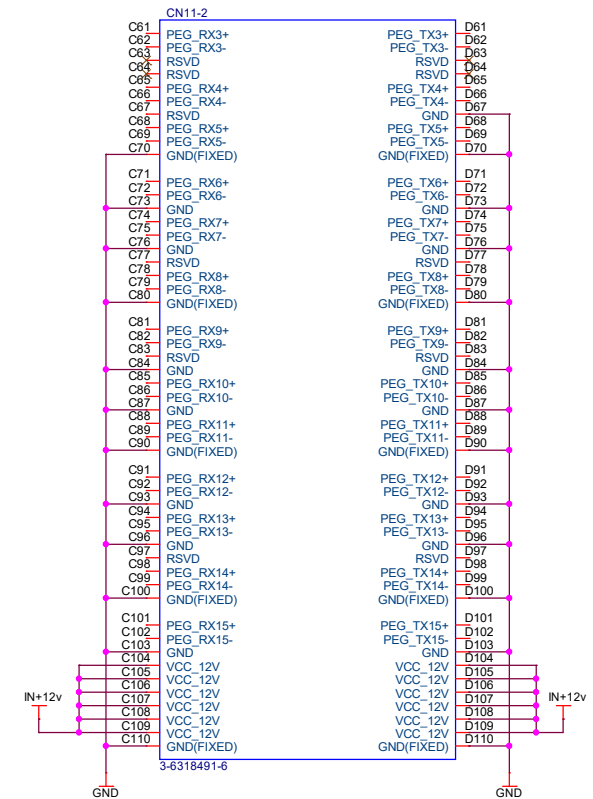 CN11-2
C61 PEG_RX3+ PEG_TX3+ D61
C62 PEG_RX3- PEG_TX3- D62
C63 RSVD RSVD D63
C64 RSVD RSVD D64
C65 PEG_RX4+ PEG_TX4+ D65
C66 PEG_RX4- PEG_TX4- D66
C67 RSVD GND D67
C68 PEG_RX5+ PEG_TX5+ D68
C69 PEG_RX5- PEG_TX5- D69
C70 GND(FIXED) GND(FIXED) D70
C71 PEG_RX6+ PEG_TX6+ D71
C72 PEG_RX6- PEG_TX6- D72
C73 GND GND D73
C74 PEG_RX7+ PEG_TX7+ D74
C75 PEG_RX7- PEG_TX7- D75
C76 GND GND D76
C77 RSVD RSVD D77
C78 PEG_RX8+ PEG_TX8+ D78
C79 PEG_RX8- PEG_TX8- D79
C80 GND(FIXED) GND(FIXED) D80
C81 PEG_RX9+ PEG_TX9+ D81
C82 PEG_RX9- PEG_TX9- D82
C83 RSVD RSVD D83
C84 GND GND D84
C85 PEG_RX10+ PEG_TX10+ D85
C86 PEG_RX10- PEG_TX10- D86
C87 GND GND D87
C88 PEG_RX11+ PEG_TX11+ D88
C89 PEG_RX11- PEG_TX11- D89
C90 GND(FIXED) GND(FIXED) D90
C91 PEG_RX12+ PEG_TX12+ D91
C92 PEG_RX12- PEG_TX12- D92
C93 GND GND D93
C94 PEG_RX13+ PEG_TX13+ D94
C95 PEG_RX13- PEG_TX13- D95
C96 GND GND D96
C97 RSVD RSVD D97
C98 PEG_RX14+ PEG_TX14+ D98
C99 PEG_RX14- PEG_TX14- D99
C100 GND(FIXED) GND(FIXED) D100
C101 PEG_RX15+ PEG_TX15+ D101
C102 PEG_RX15- PEG_TX15- D102
C103 GND GND D103
C104 VCC_12V VCC_12V D104
C105 VCC_12V VCC_12V D105
C106 VCC_12V VCC_12V D106
IN+12v C107 VCC_12V VCC_12V D107 IN+12v
C108 VCC_12V VCC_12V D108
C109 VCC_12V VCC_12V D109
C110 GND(FIXED) GND(FIXED) D110
3-6318491-6
GND GND